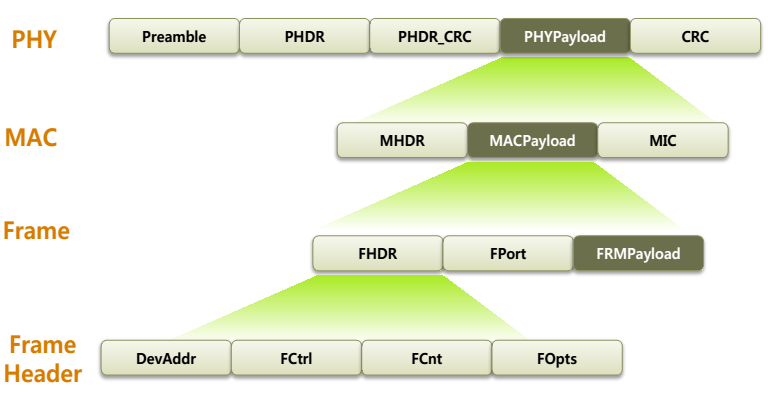 PHY Preamble PHDR PHDR_CRC PHYPayload CRC
MAC MHDR MACPayload MIC
Frame
FHDR FPort FRMPayload
Frame
Header
DevAddr FCtrl FCnt FOpts